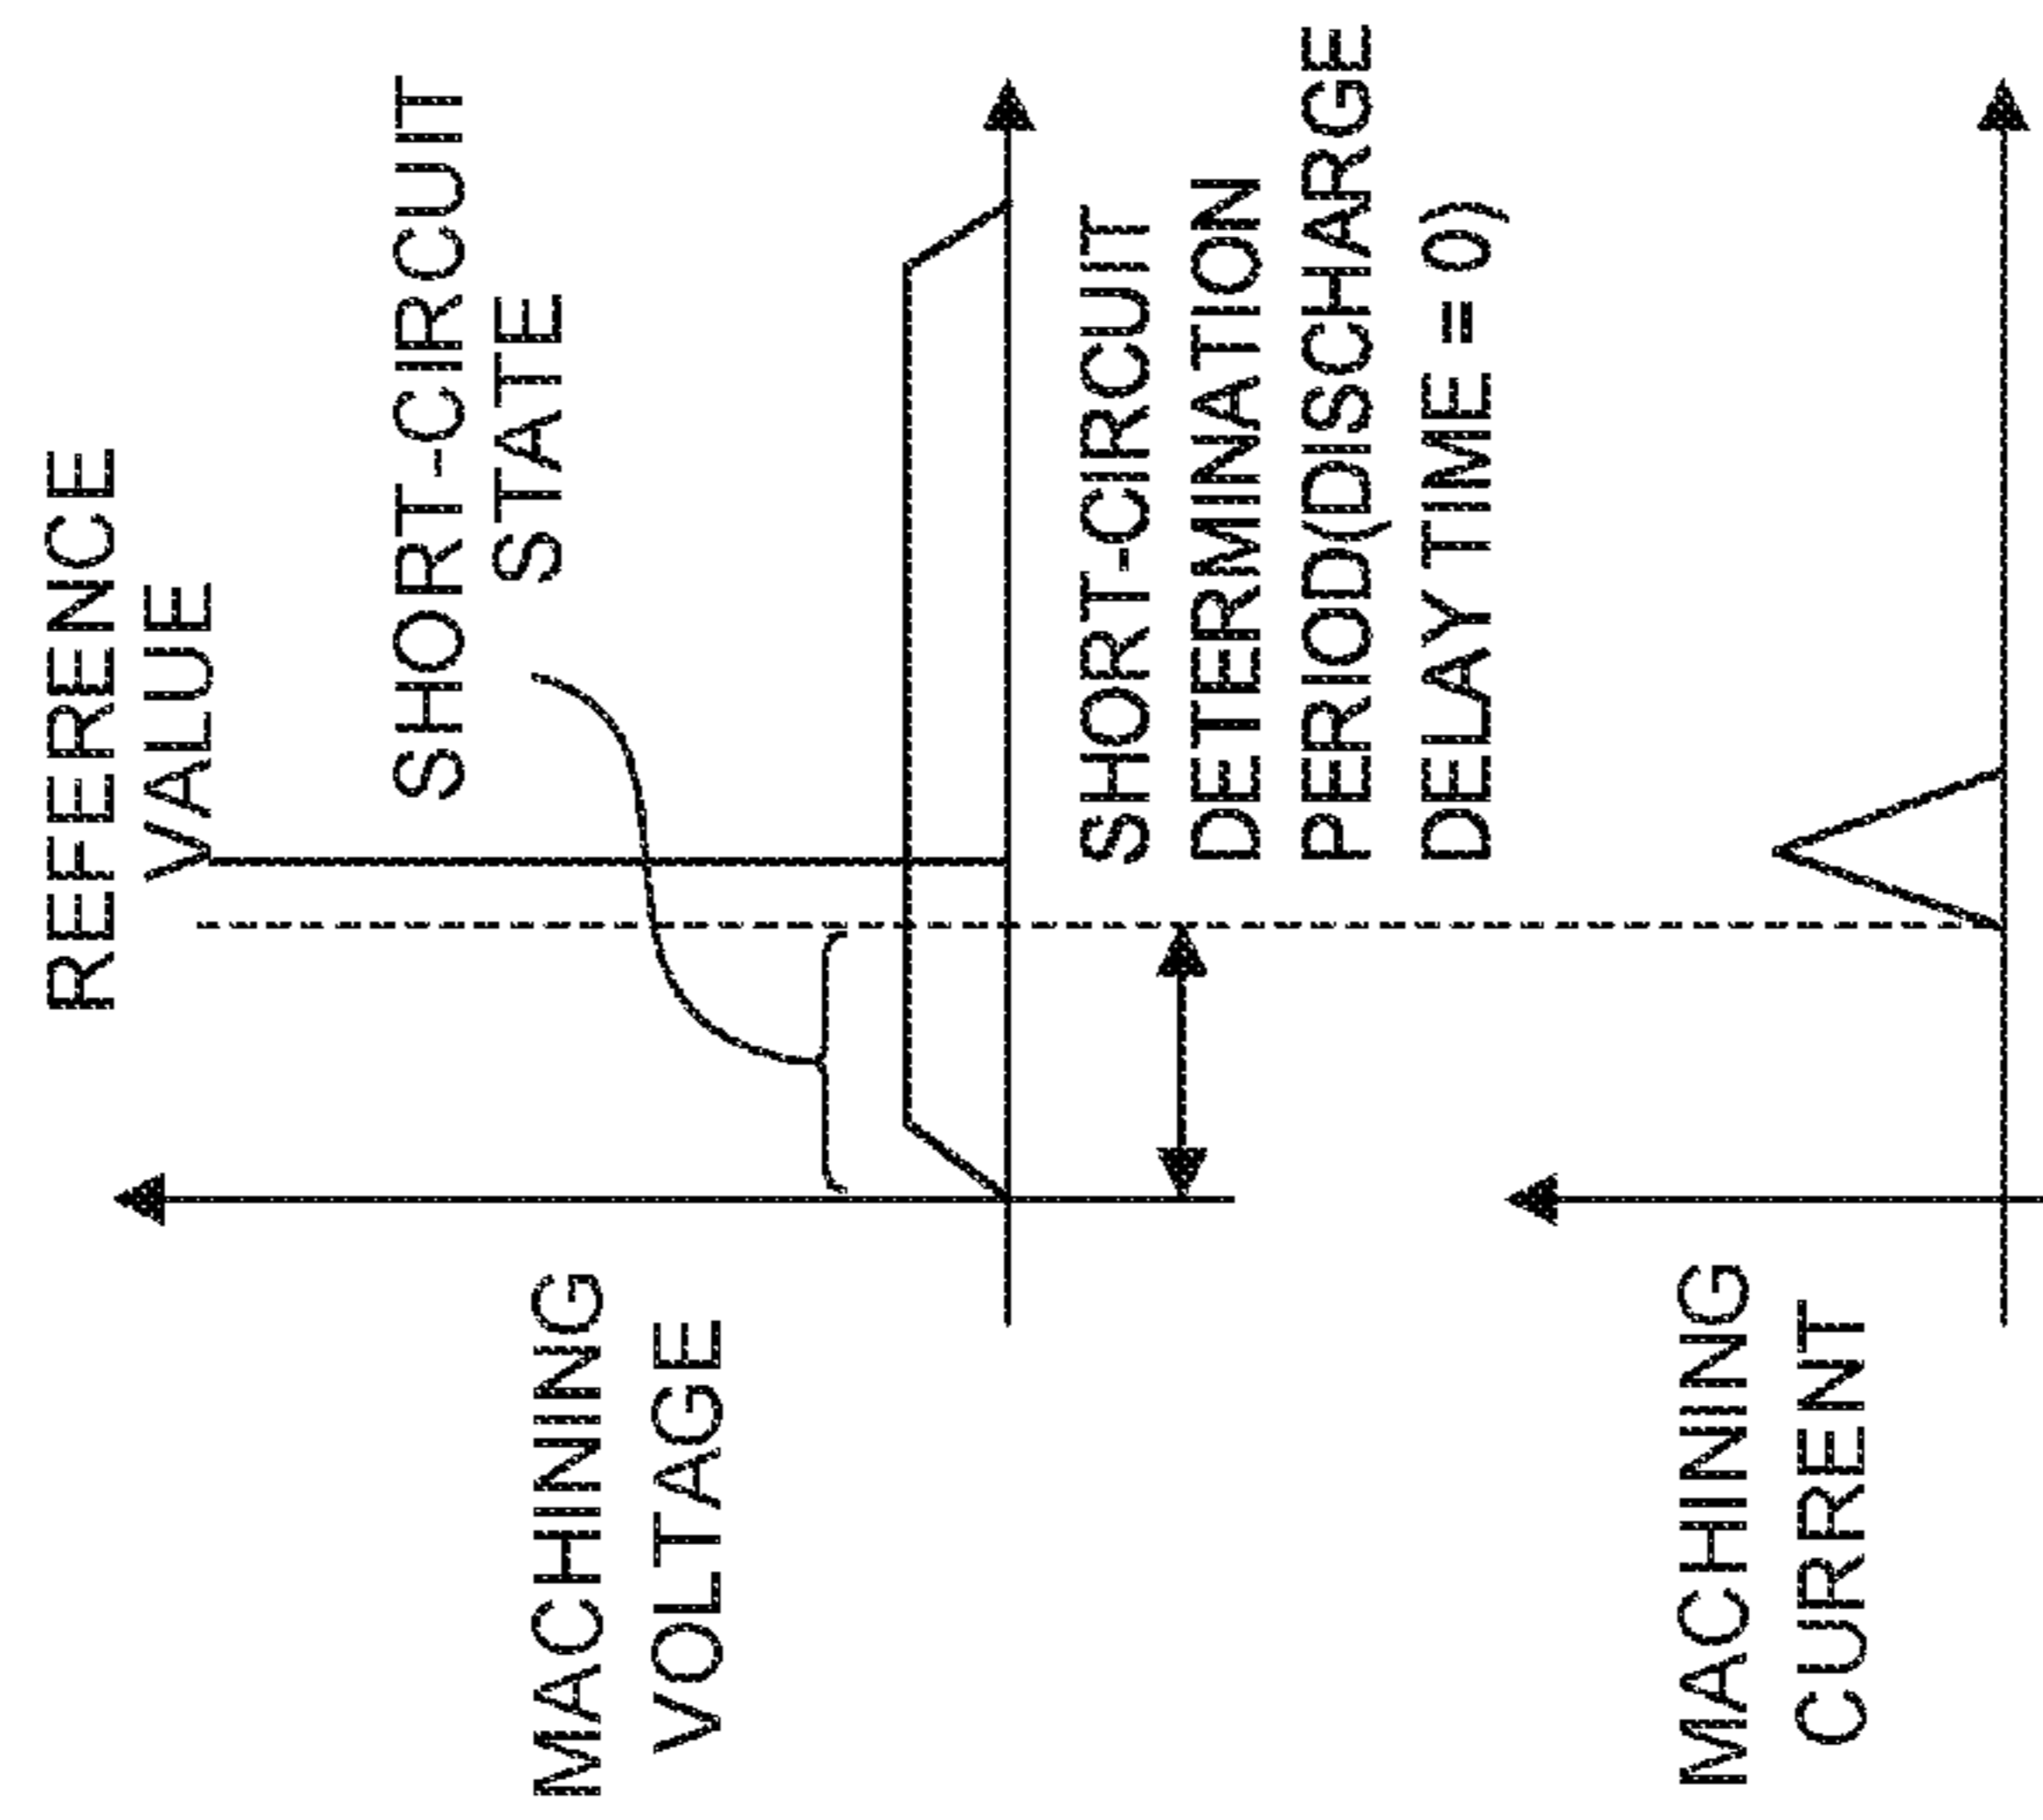 REFERENCE
VALUE
SHORT-CIRCUIT
STATE
MACHINING
VOLTAGE
SHORT-CIRCUIT
DETERMINATION
PERIOD(DISCHARGE
DELAY TIME = 0)
MACHINING
CURRENT